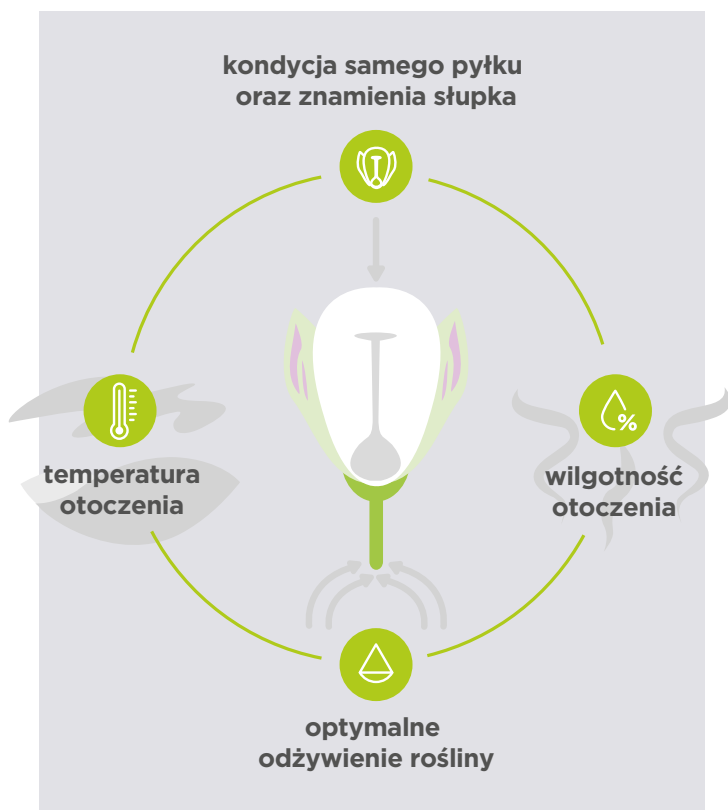 kondycja samego pyłku
oraz znamienia słupka
temperatura
otoczenia
%
wilgotność
otoczenia
optymalne
odżywienie rośliny